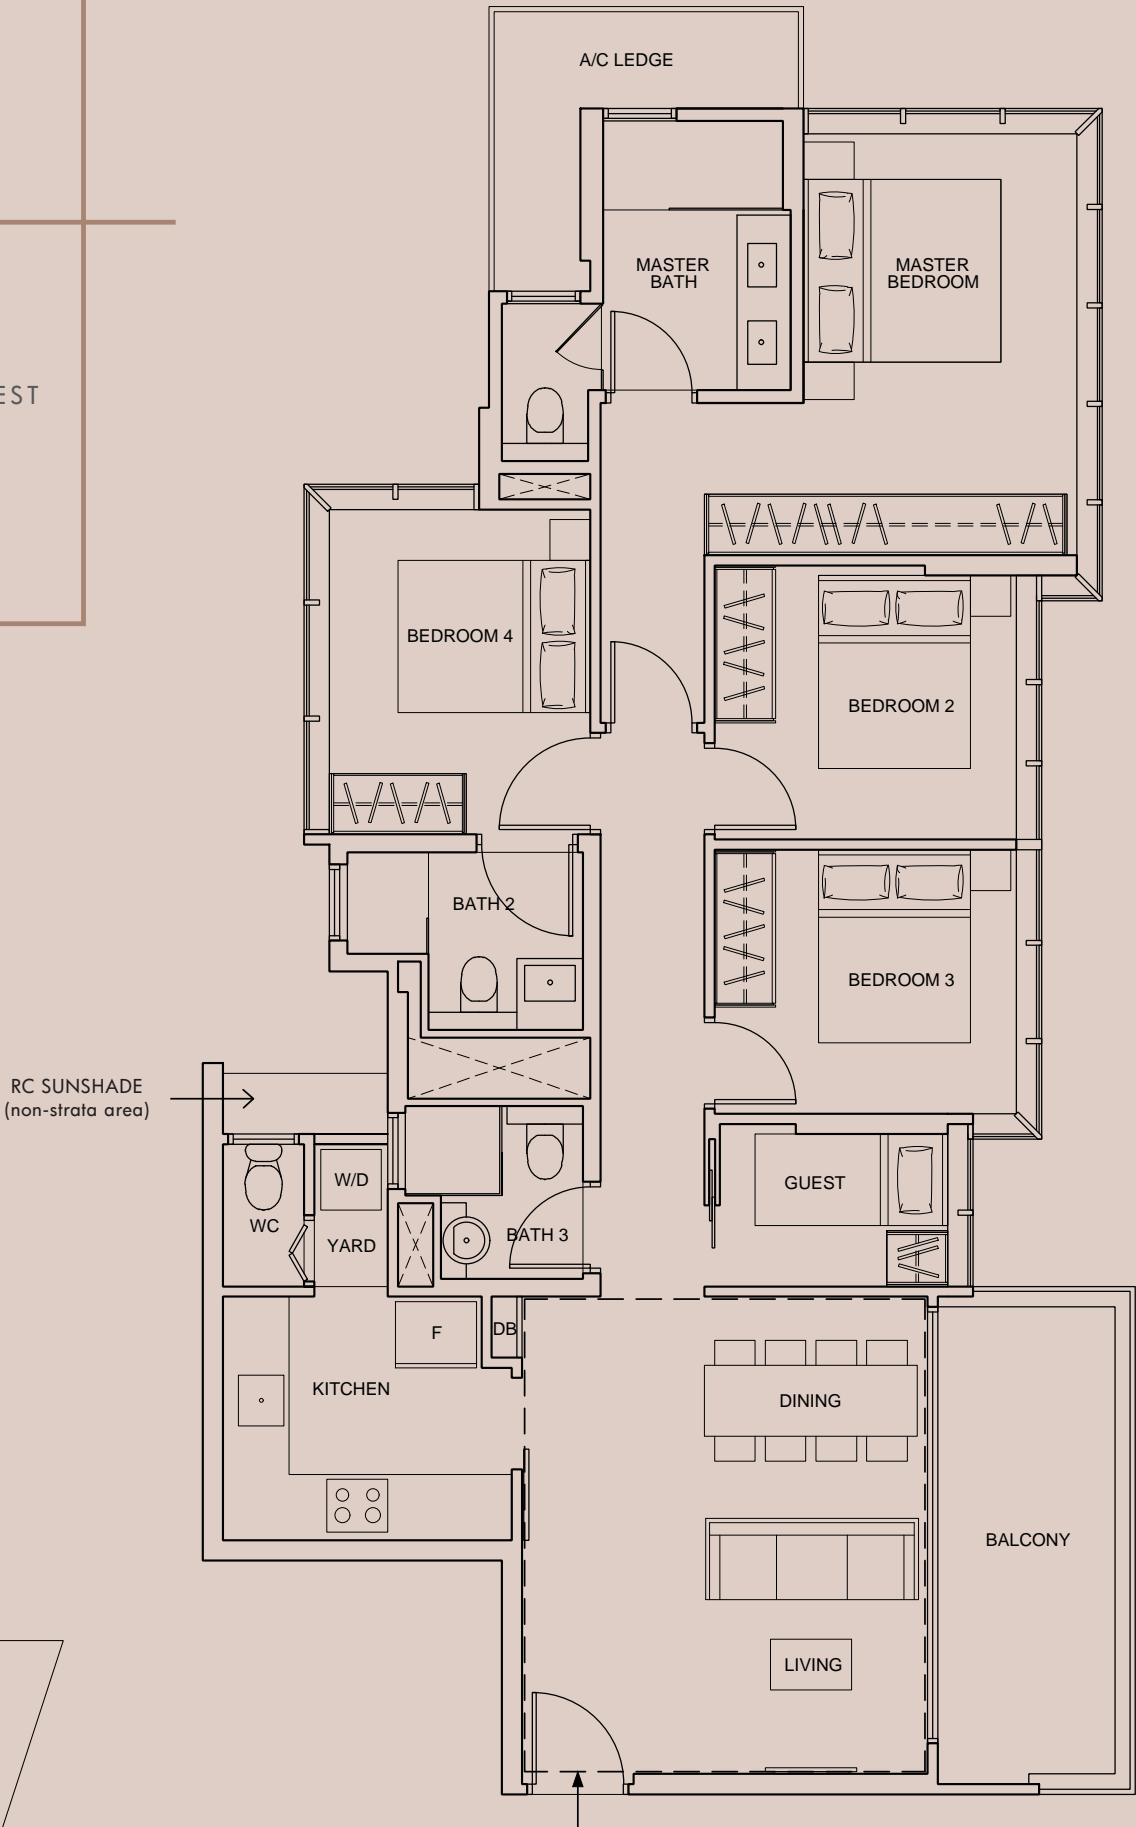 A/C LEDGE
MASTER
BATH
MASTER
BEDROOM
EST
BEDROOM 4
BEDROOM 2
BATH 2
BEDROOM 3
RC SUNSHADE
(non-strata area)
W/D
GUEST
WC
YARD
BATH 3
F
DB
KITCHEN
DINING
BALCONY
LIVING